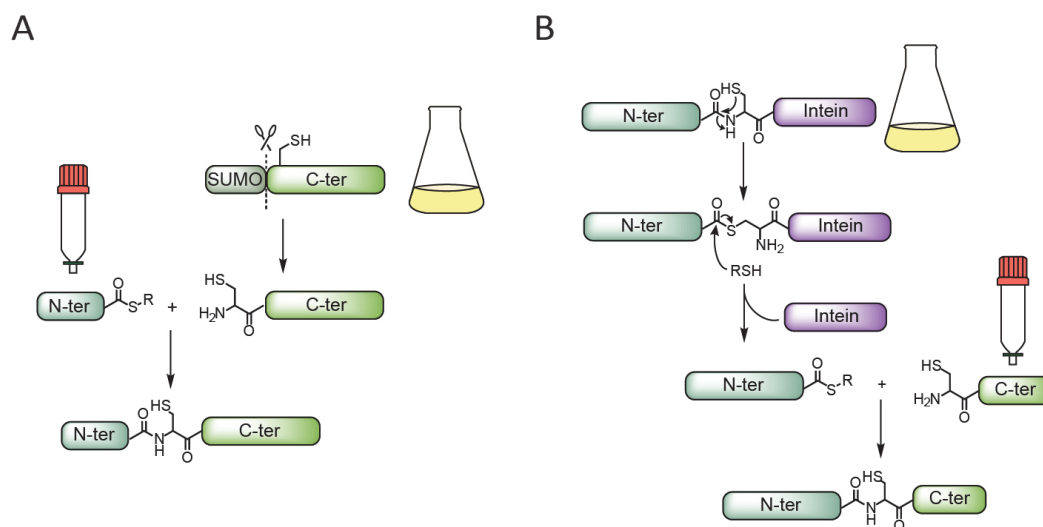 A
SH
SUMO
C-ter
N-ter
O
S
R
+
HS
H₂N
O
C-ter
HS
O
N-ter
N
H
O
C-ter
B
HS
O
N-ter
N
H
O
Intein
O
O
N-ter
S
NH₂
Intein
RSH
Intein
O
N-ter
S
R
+
HS
H₂N
O
C-ter
HS
O
N-ter
N
H
O
C-ter